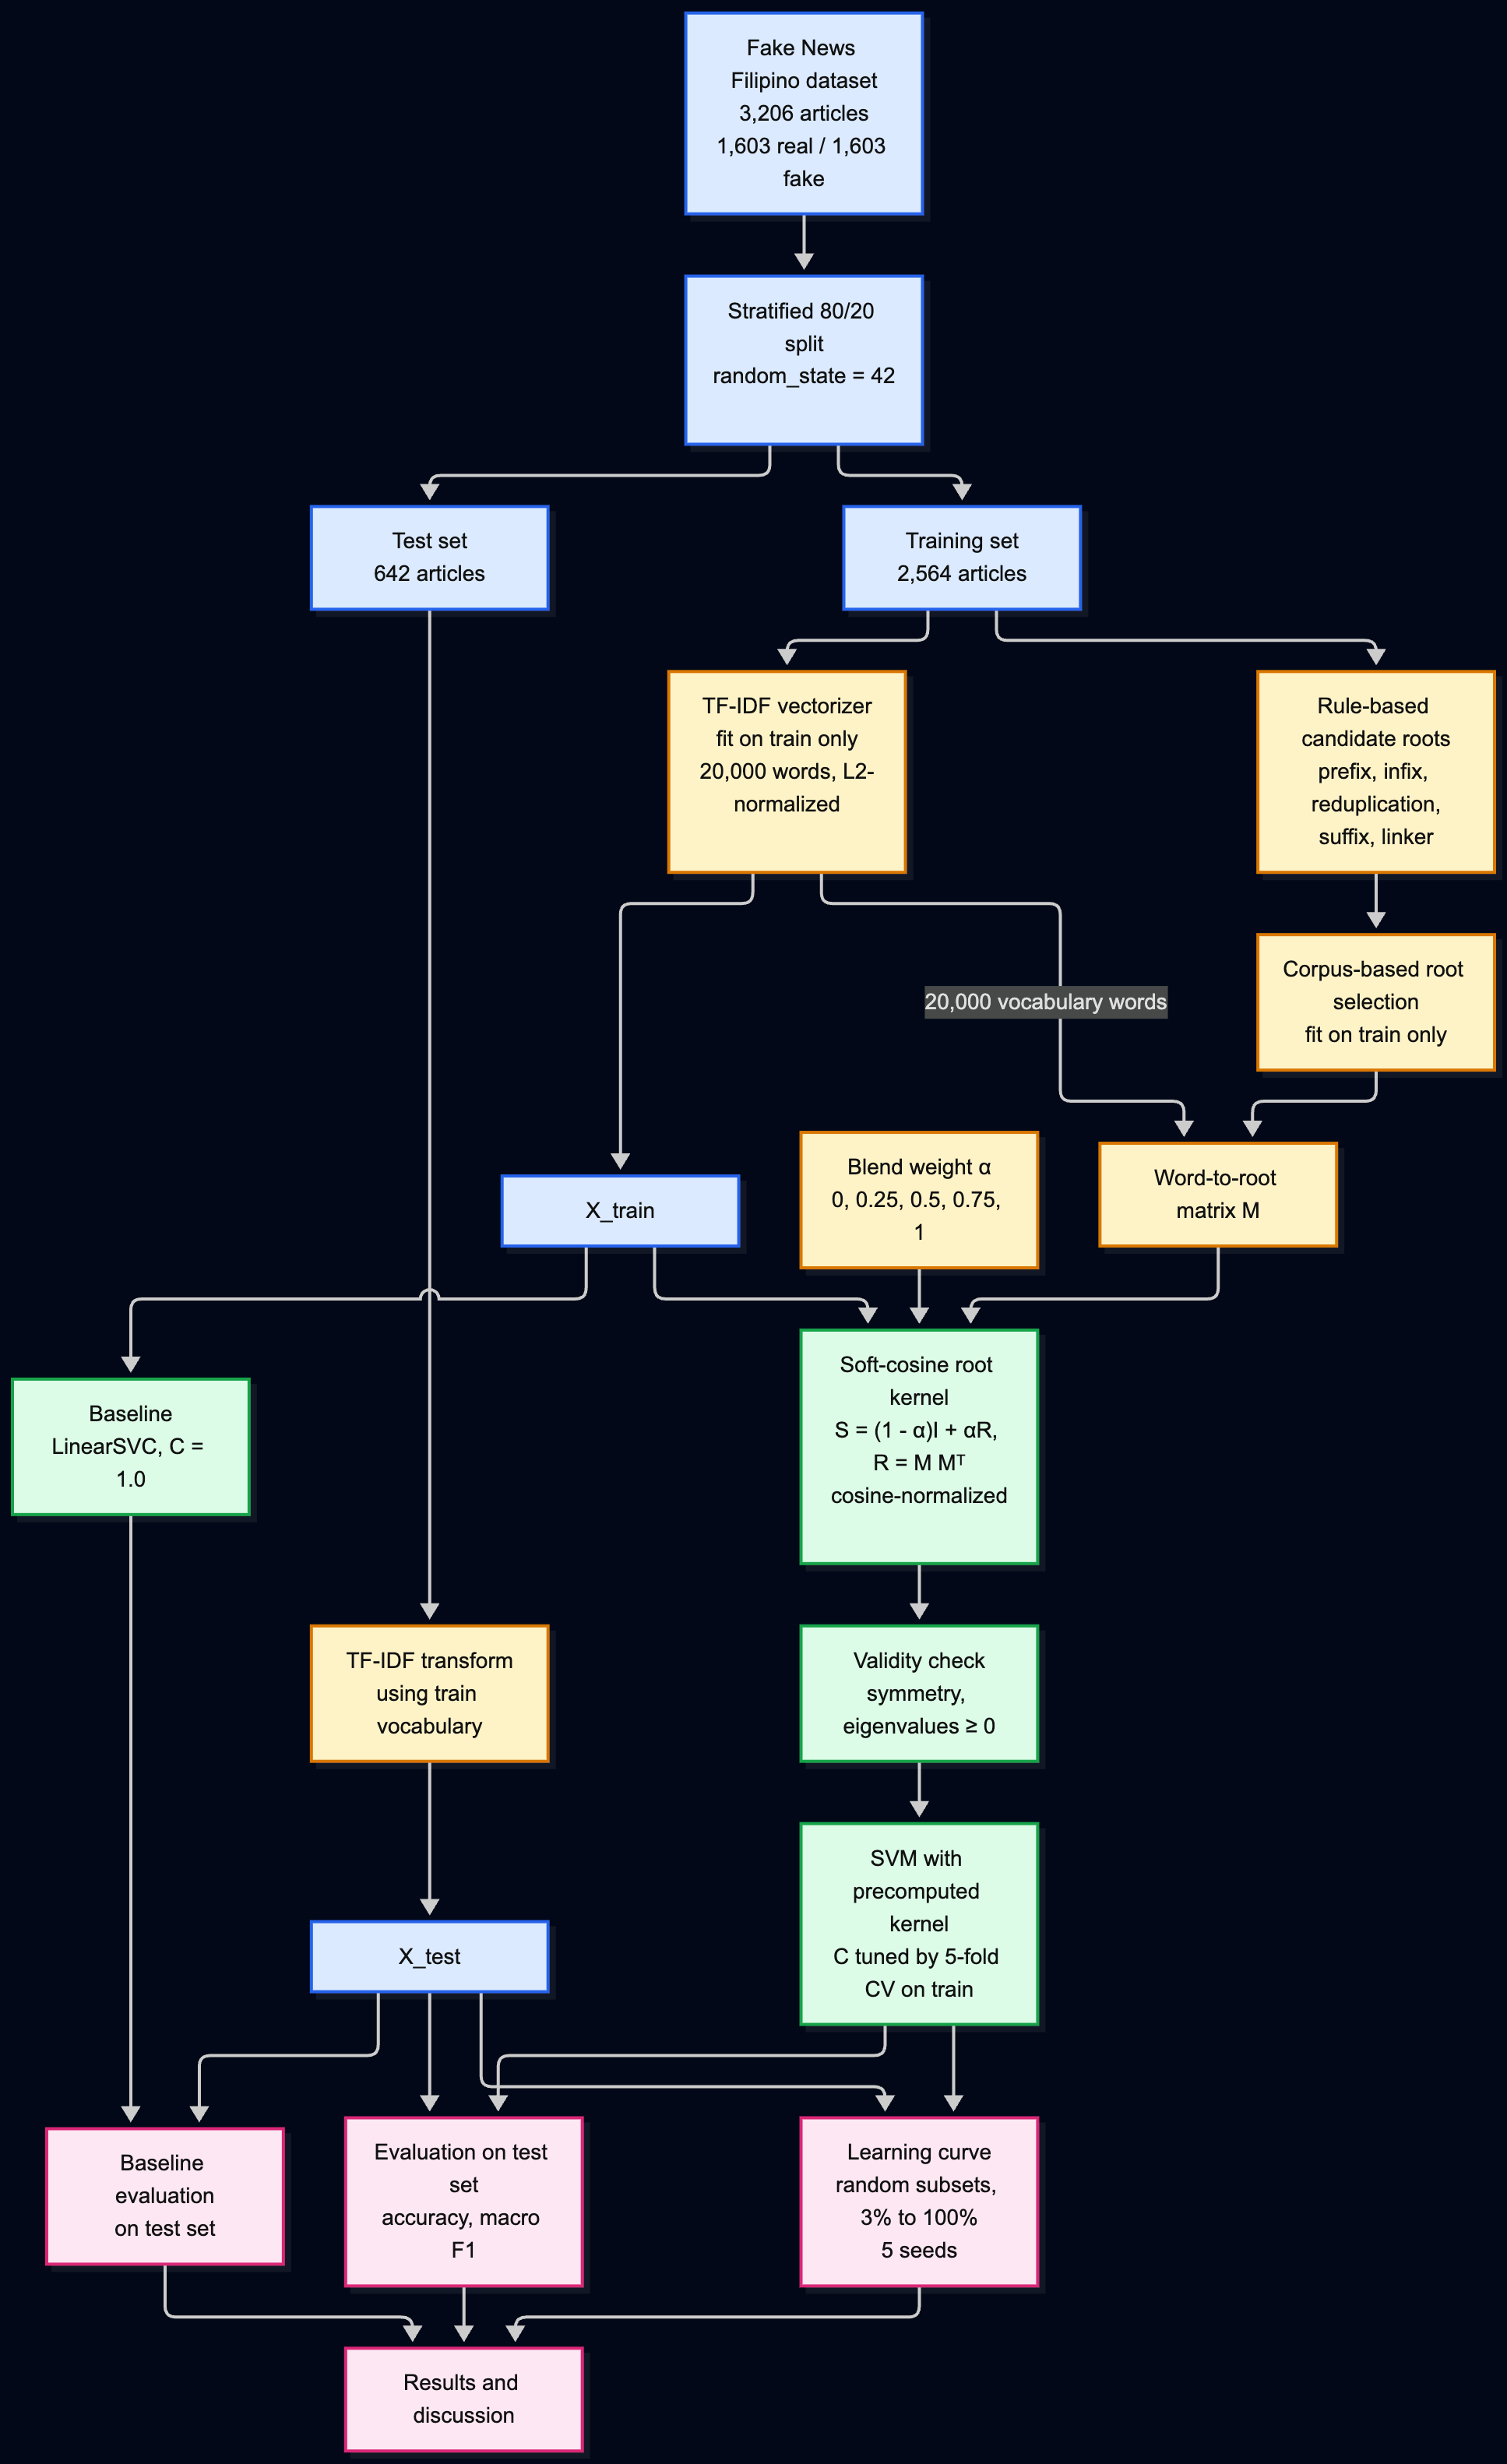 Fake News
Filipino dataset
3,206 articles
1,603 real / 1,603
fake
Stratified 80/20
split
random_state = 42
Test set
642 articles
Training set
2,564 articles
TF-IDF vectorizer
fit on train only
20,000 words, L2-
normalized
Rule-based
candidate roots
prefix, infix,
reduplication,
suffix, linker
20,000 vocabulary words
Corpus-based root
selection
fit on train only
X_train
Blend weight α
0, 0.25, 0.5, 0.75,
1
Word-to-root
matrix M
Baseline
LinearSVC, C =
1.0
Soft-cosine root
kernel
S = (1 - α)I + αR,
R = M Mᵀ
cosine-normalized
TF-IDF transform
using train
vocabulary
Validity check
symmetry,
eigenvalues ≥ 0
X_test
SVM with
precomputed
kernel
C tuned by 5-fold
CV on train
Baseline
evaluation
on test set
Evaluation on test
set
accuracy, macro
F1
Learning curve
random subsets,
3% to 100%
5 seeds
Results and
discussion